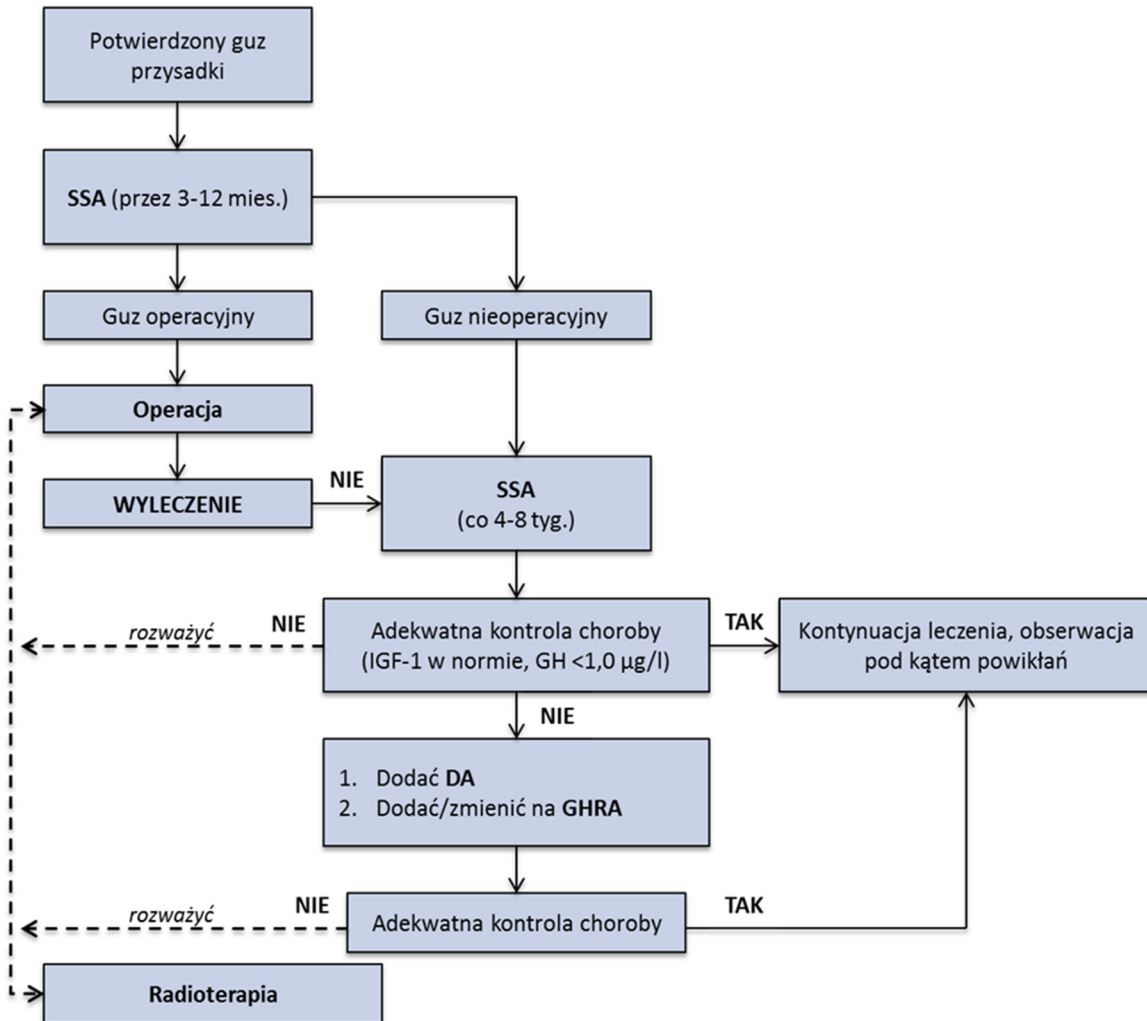 Potwierdzony guz
przysadki
SSA (przez 3-12 mies.)
Guz operacyjny
Guz nieoperacyjny
Operacja
WYLECZENIE
NIE
SSA
(co 4-8 tyg.)
rozważyć
NIE
Adekwatna kontrola choroby
(IGF-1 w normie, GH <1,0 µg/l)
TAK
Kontynuacja leczenia, obserwacja
pod kątem powikłań
NIE
1. Dodać DA
2. Dodać/zmienić na GHRA
rozważyć
NIE
Adekwatna kontrola choroby
TAK
Radioterapia